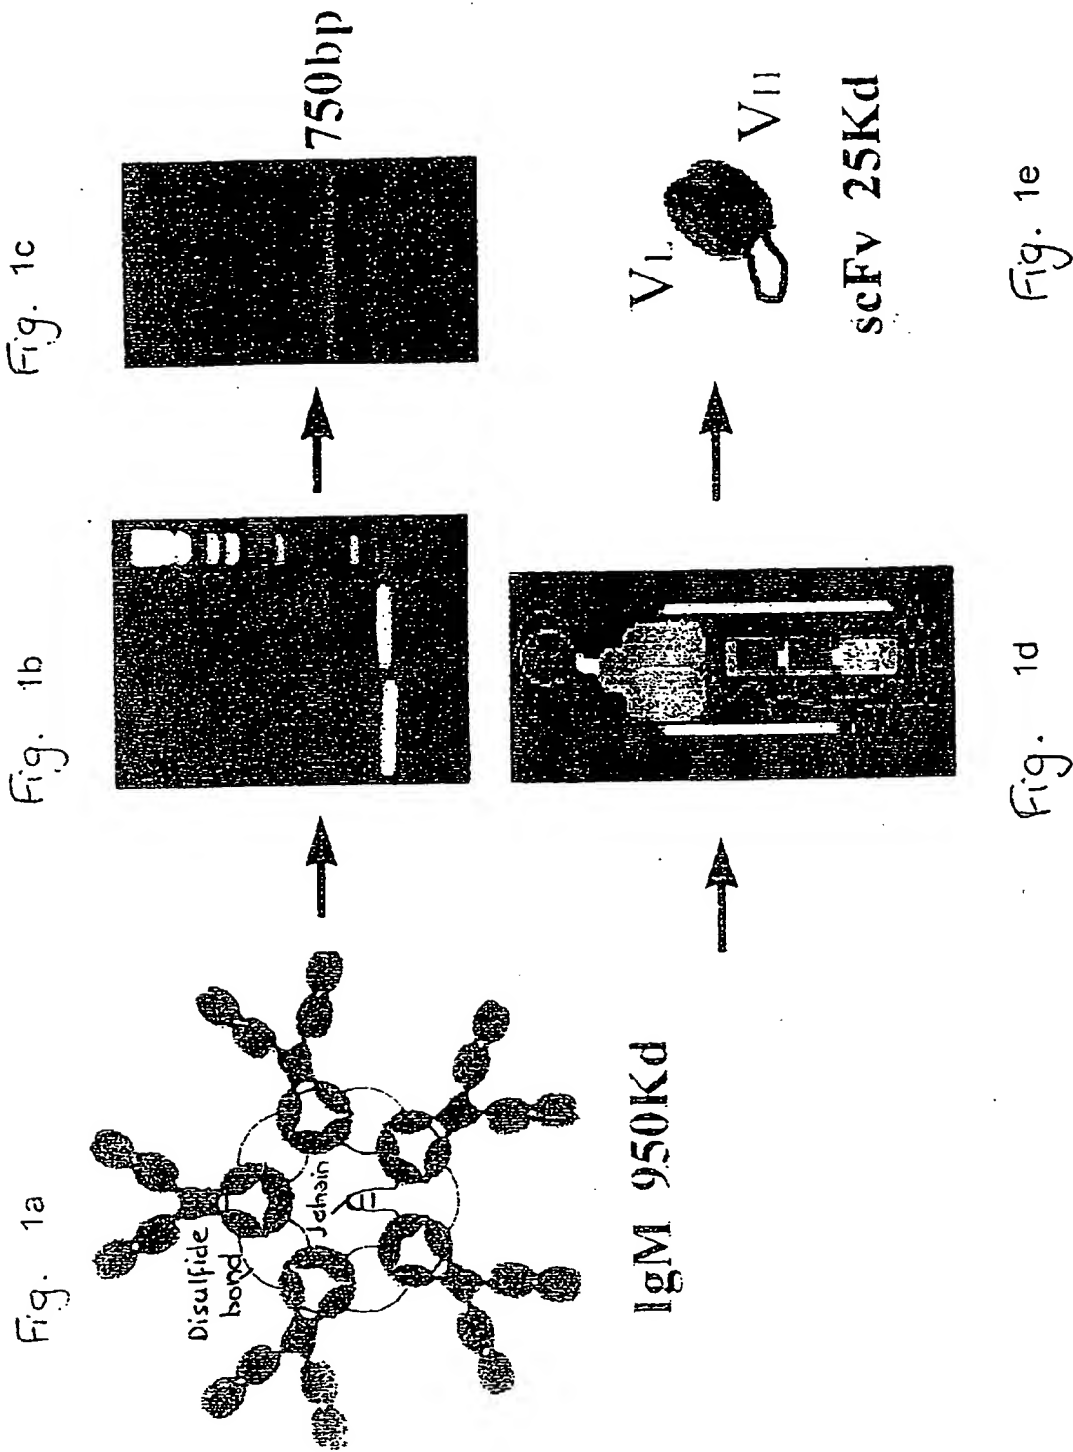 Fig. 1a
Disulfide
bond
Jchain
IgM 950Kd
Fig. 1b
Fig. 1c
750bp
Fig. 1d
VL
VH
scFv 25Kd
Fig. 1e